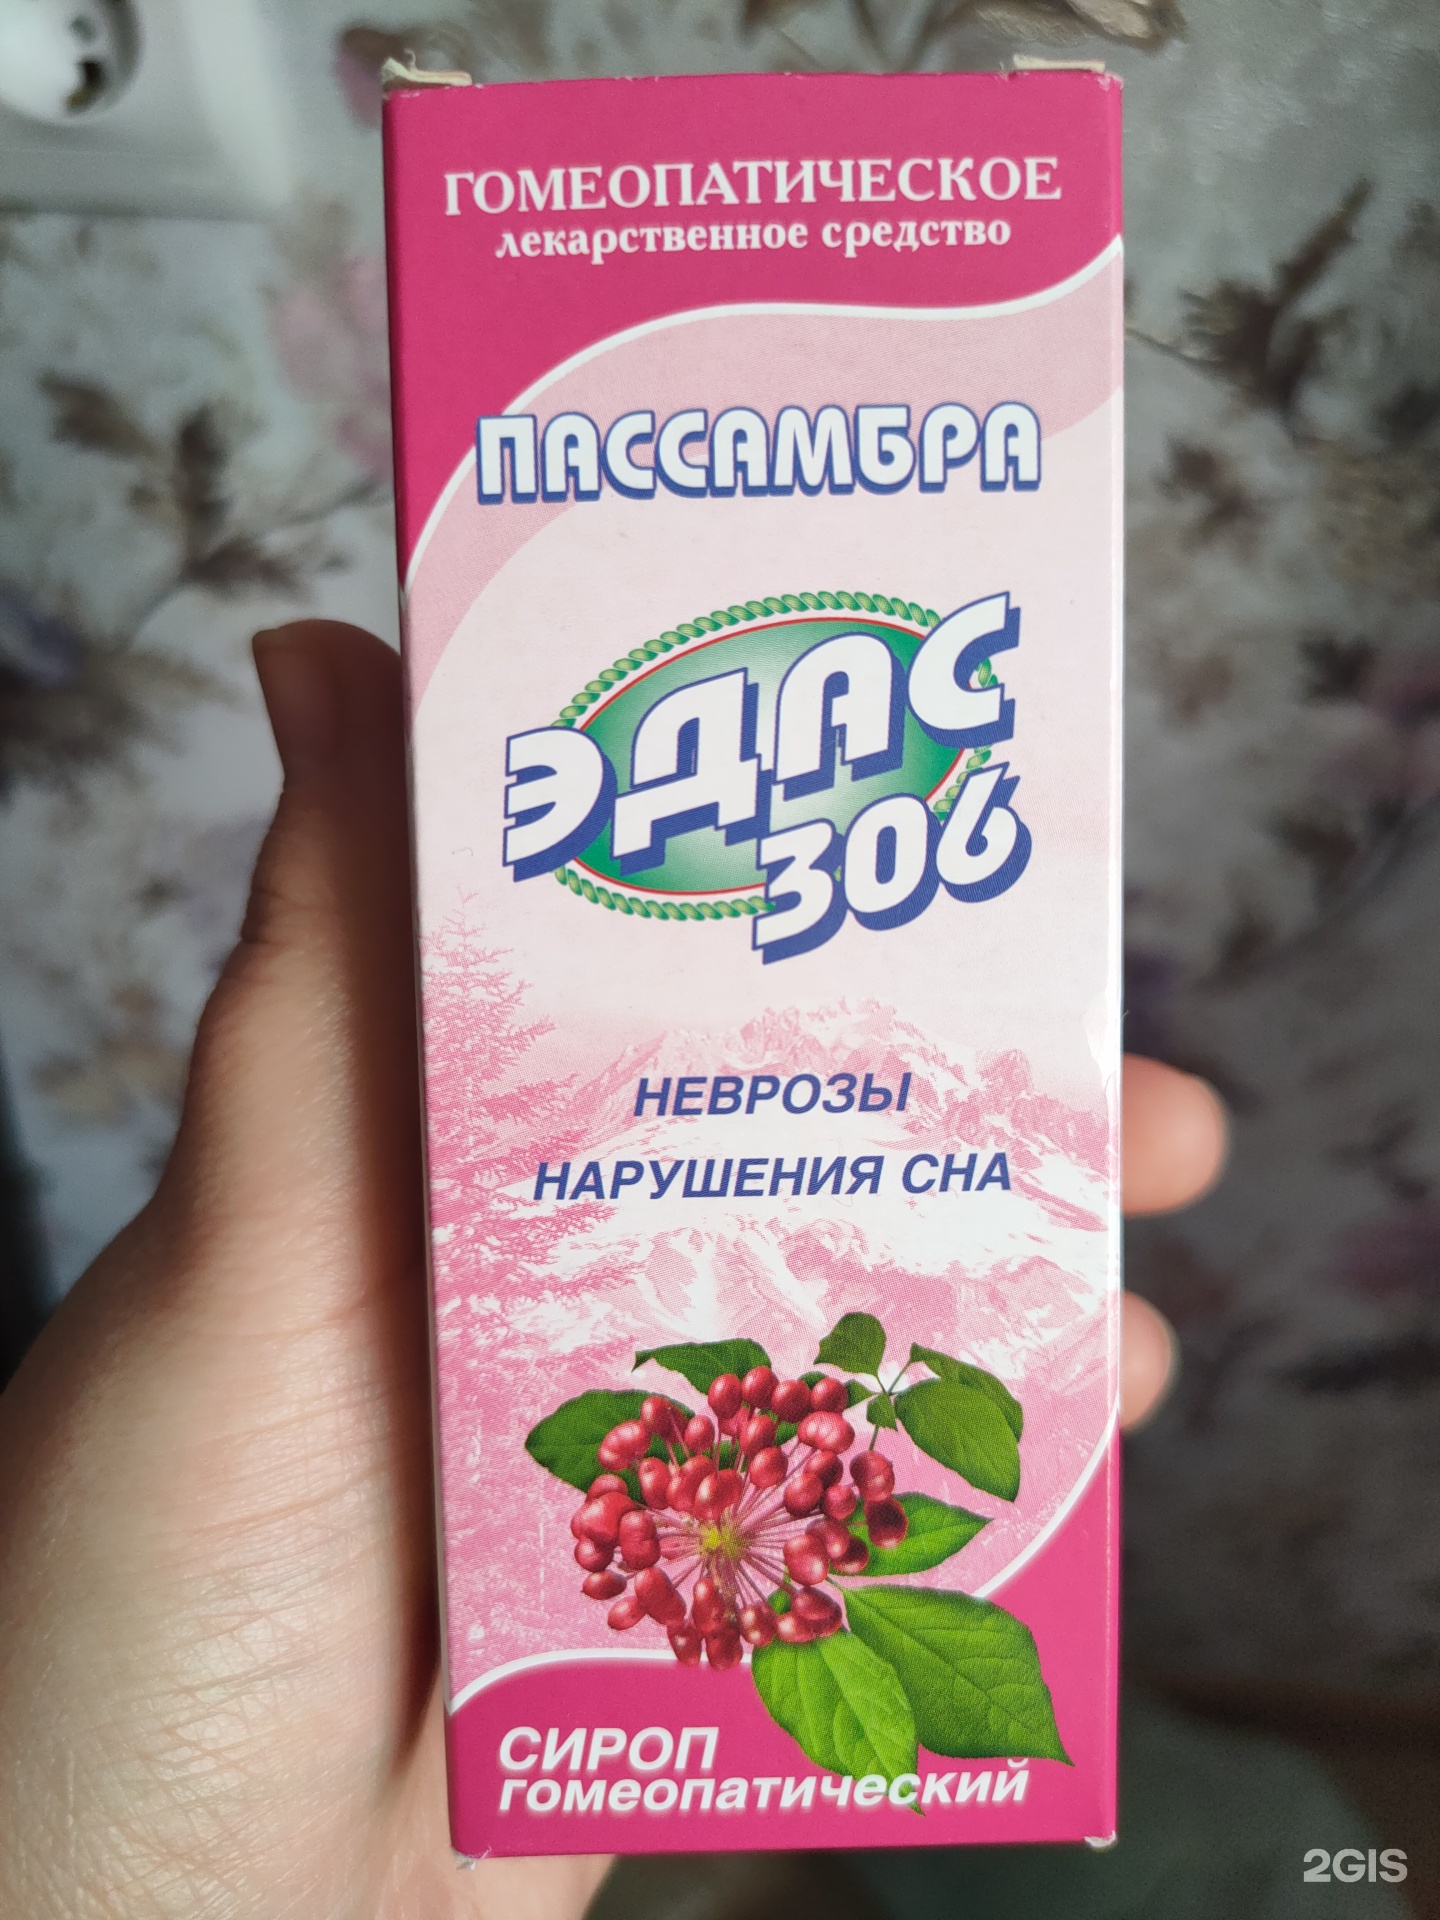 ГОМЕОПАТИЧЕСКОЕ
лекарственное средство
ПАССАМБРА
ЭДАС
306
НЕВРОЗЫ
НАРУШЕНИЯ СНА
СИРОП
гомеопатический
2GIS